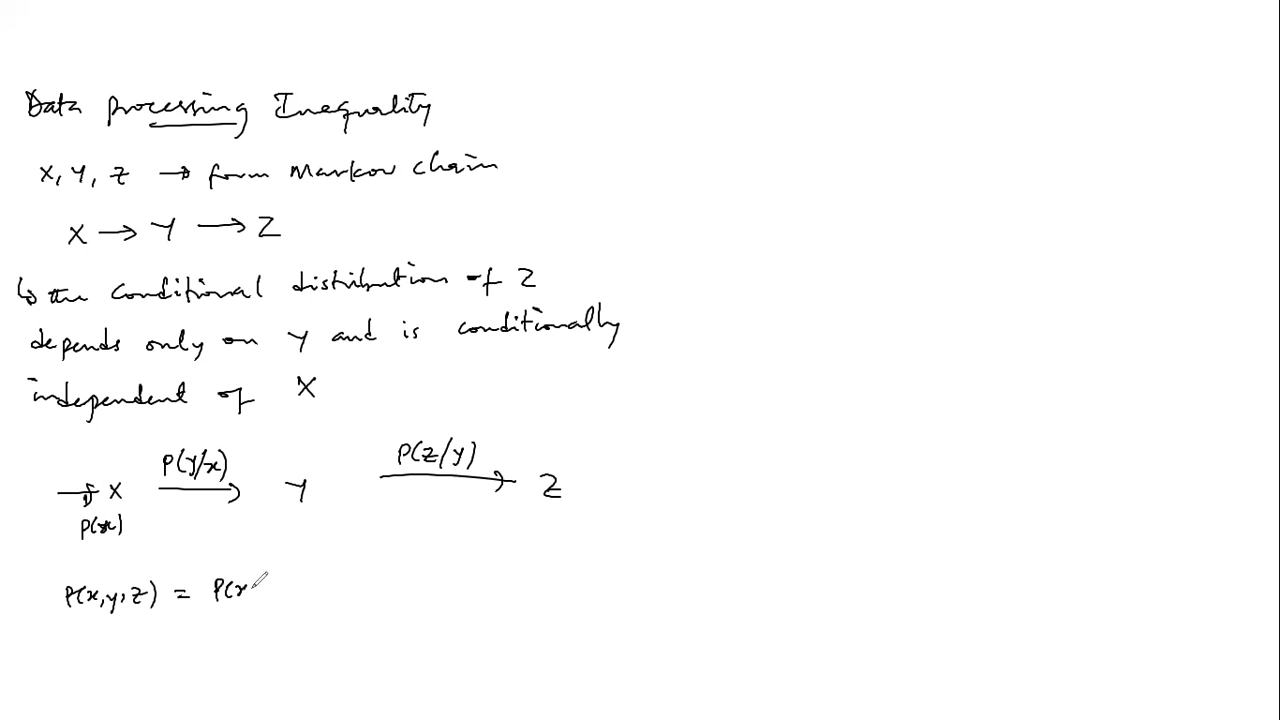 Data Processing Inequality
X, Y, Z → form Markov chain
X → Y → Z
↳ the conditional distribution of Z
depends only on Y and is conditionally
independent of X
P(y/x) P(z/y)
→ X → Y → Z
P(x)
P(x,y,z) = P(x